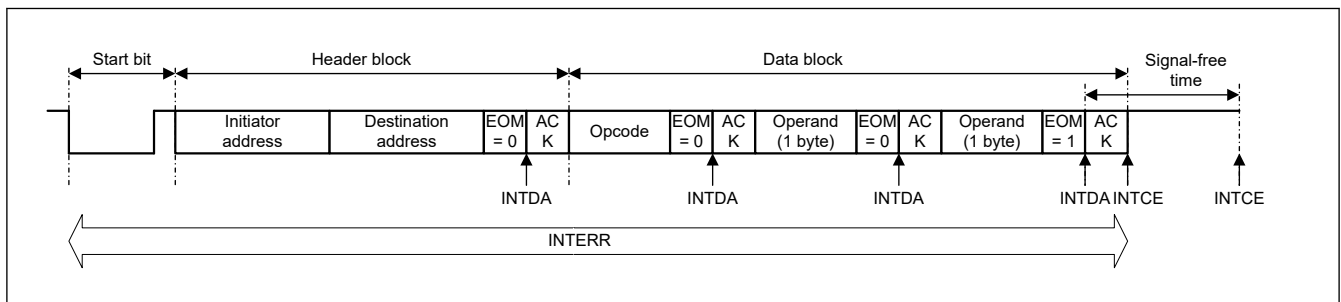 Start bit
Header block
Data block
Signal-free
time
Initiator
address
Destination
address
EOM
= 0
AC
K
Opcode
EOM
= 0
AC
K
Operand
(1 byte)
EOM
= 0
AC
K
Operand
(1 byte)
EOM
= 1
AC
K
INTDA
INTDA
INTDA
INTDA
INTCE
INTCE
INTERR